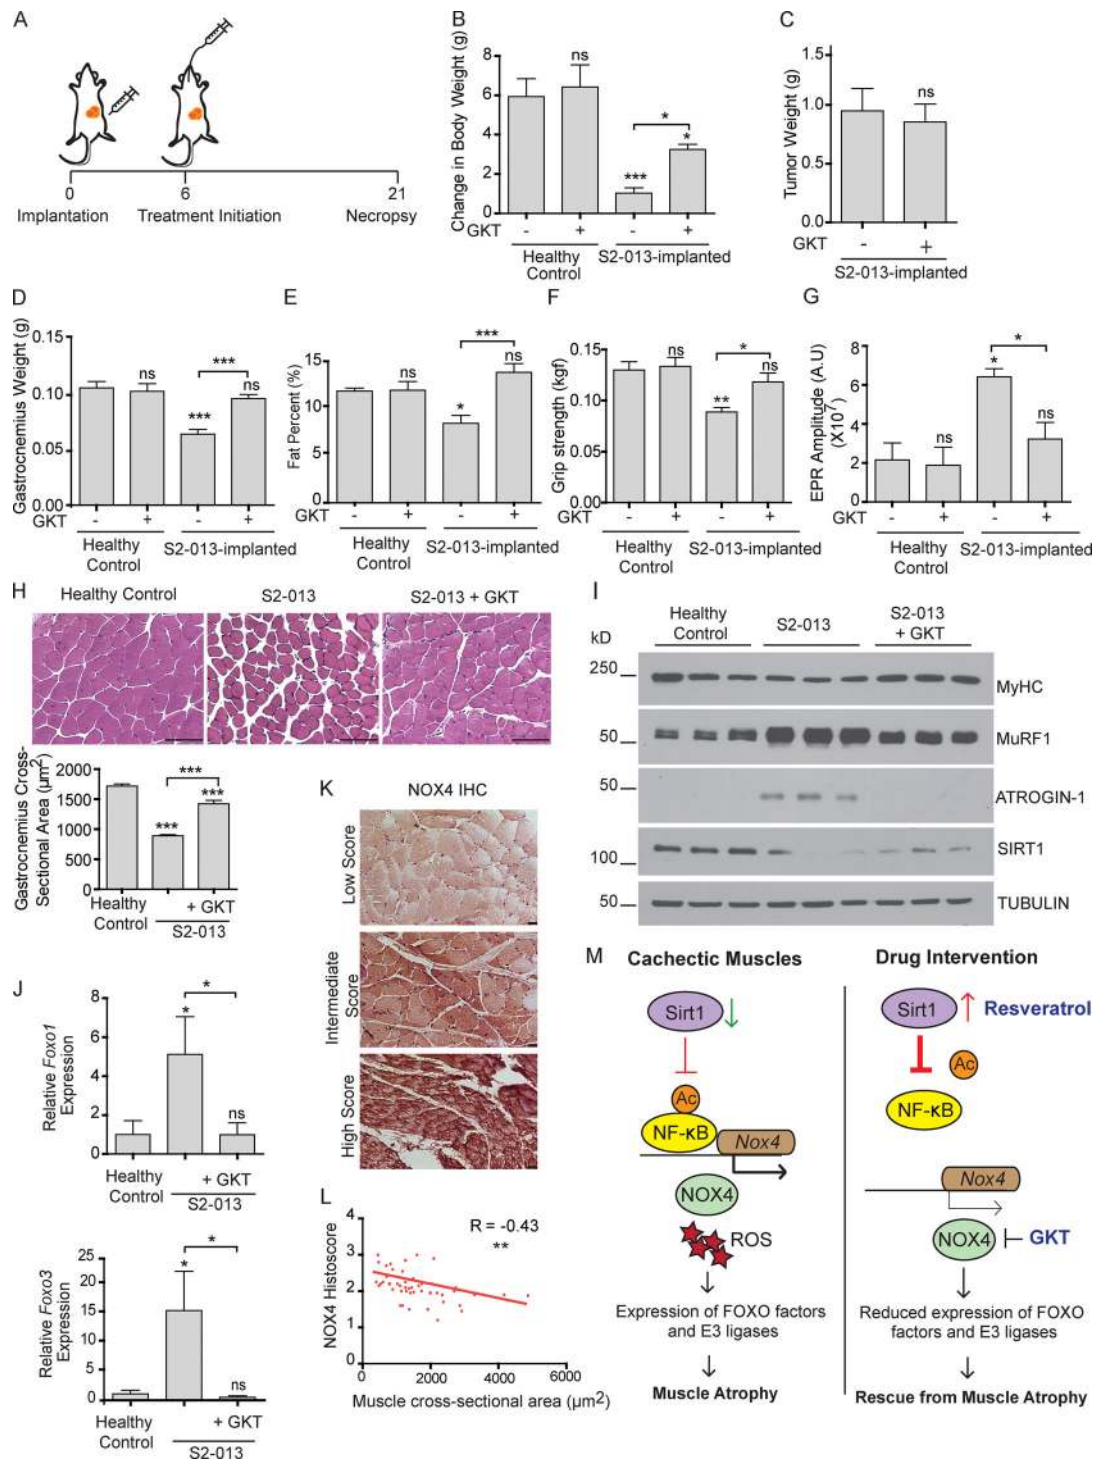 A
0
6
21
Implantation
Treatment Initiation
Necropsy
B
Change in Body Weight (g)
8
6
4
2
0
ns
***
*
*
GKT - + - +
Healthy Control
S2-013-implanted
C
Tumor Weight (g)
1.5
1.0
0.5
0.0
ns
GKT - +
S2-013-implanted
D
Gastrocnemius Weight (g)
0.15
0.10
0.05
0.00
ns
***
***
ns
GKT - + - +
Healthy Control
S2-013-implanted
E
Fat Percent (%)
15
10
5
0
ns
*
***
ns
GKT - + - +
Healthy Control
S2-013-implanted
F
Grip strength (kgf)
0.15
0.10
0.05
0.00
ns
**
*
ns
GKT - + - +
Healthy Control
S2-013-implanted
G
EPR Amplitude (A.U)
(X10⁷)
8
6
4
2
0
ns
*
*
ns
GKT - + - +
Healthy Control
S2-013-implanted
H
Healthy Control
S2-013
S2-013 + GKT
Gastrocnemius Cross-
Sectional Area (µm²)
2000
1500
1000
500
0
***
***
***
Healthy Control
+ GKT
S2-013
I
Healthy Control
S2-013
S2-013 + GKT
kD
250
MyHC
50
MuRF1
50
ATROGIN-1
100
SIRT1
50
TUBULIN
J
Relative Foxo1
Expression
8
6
4
2
0
*
*
ns
Healthy Control
+ GKT
S2-013
Relative Foxo3
Expression
25
20
15
10
5
0
*
*
ns
Healthy Control
+ GKT
S2-013
K
NOX4 IHC
Low Score
Intermediate Score
High Score
L
R = -0.43
**
NOX4 Histoscore
4
3
2
1
0
0 2000 4000 6000
Muscle cross-sectional area (µm²)
M
Cachectic Muscles
Sirt1
Ac
NF-κB
Nox4
NOX4
ROS
Expression of FOXO factors
and E3 ligases
Muscle Atrophy
Drug Intervention
Sirt1
Resveratrol
Ac
NF-κB
Nox4
NOX4
GKT
Reduced expression of FOXO
factors and E3 ligases
Rescue from Muscle Atrophy